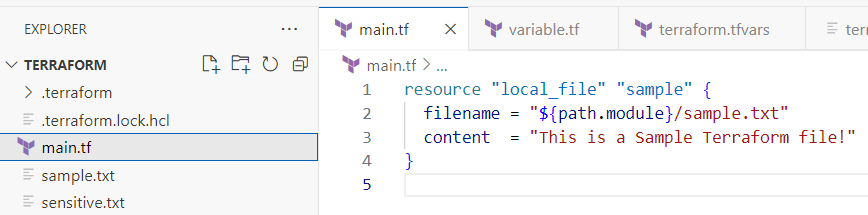 EXPLORER
...
TERRAFORM
.terraform
.terraform.lock.hcl
main.tf
sample.txt
sensitive.txt
main.tf
variable.tf
terraform.tfvars
terr
main.tf > ...
1 resource "local_file" "sample" {
2   filename = "${path.module}/sample.txt"
3   content  = "This is a Sample Terraform file!"
4 }
5